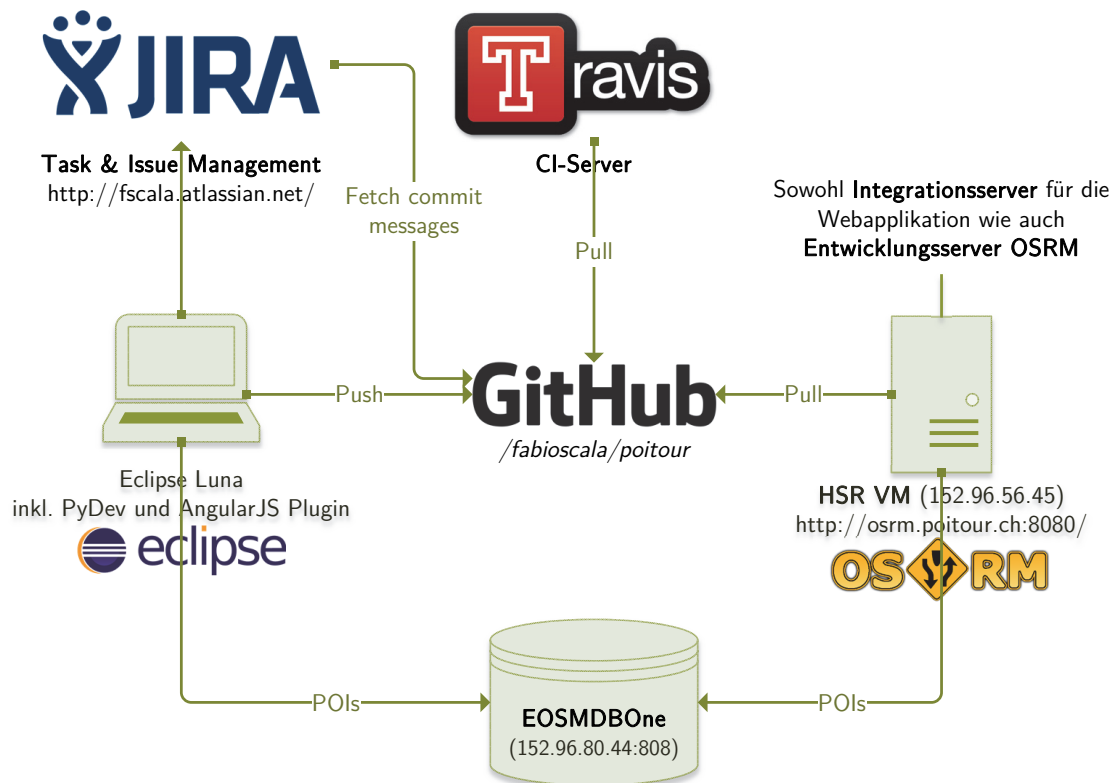 JIRA
Travis
Task & Issue Management
http://fscala.atlassian.net/
CI-Server
Fetch commit
messages
Sowohl Integrationsserver für die
Webapplikation wie auch
Entwicklungsserver OSRM
Pull
Push
GitHub
/fabioscala/poitour
Pull
Eclipse Luna
inkl. PyDev und AngularJS Plugin
eclipse
HSR VM (152.96.56.45)
http://osrm.poitour.ch:8080/
OSRM
POIs
EOSMDBOne
(152.96.80.44:808)
POIs